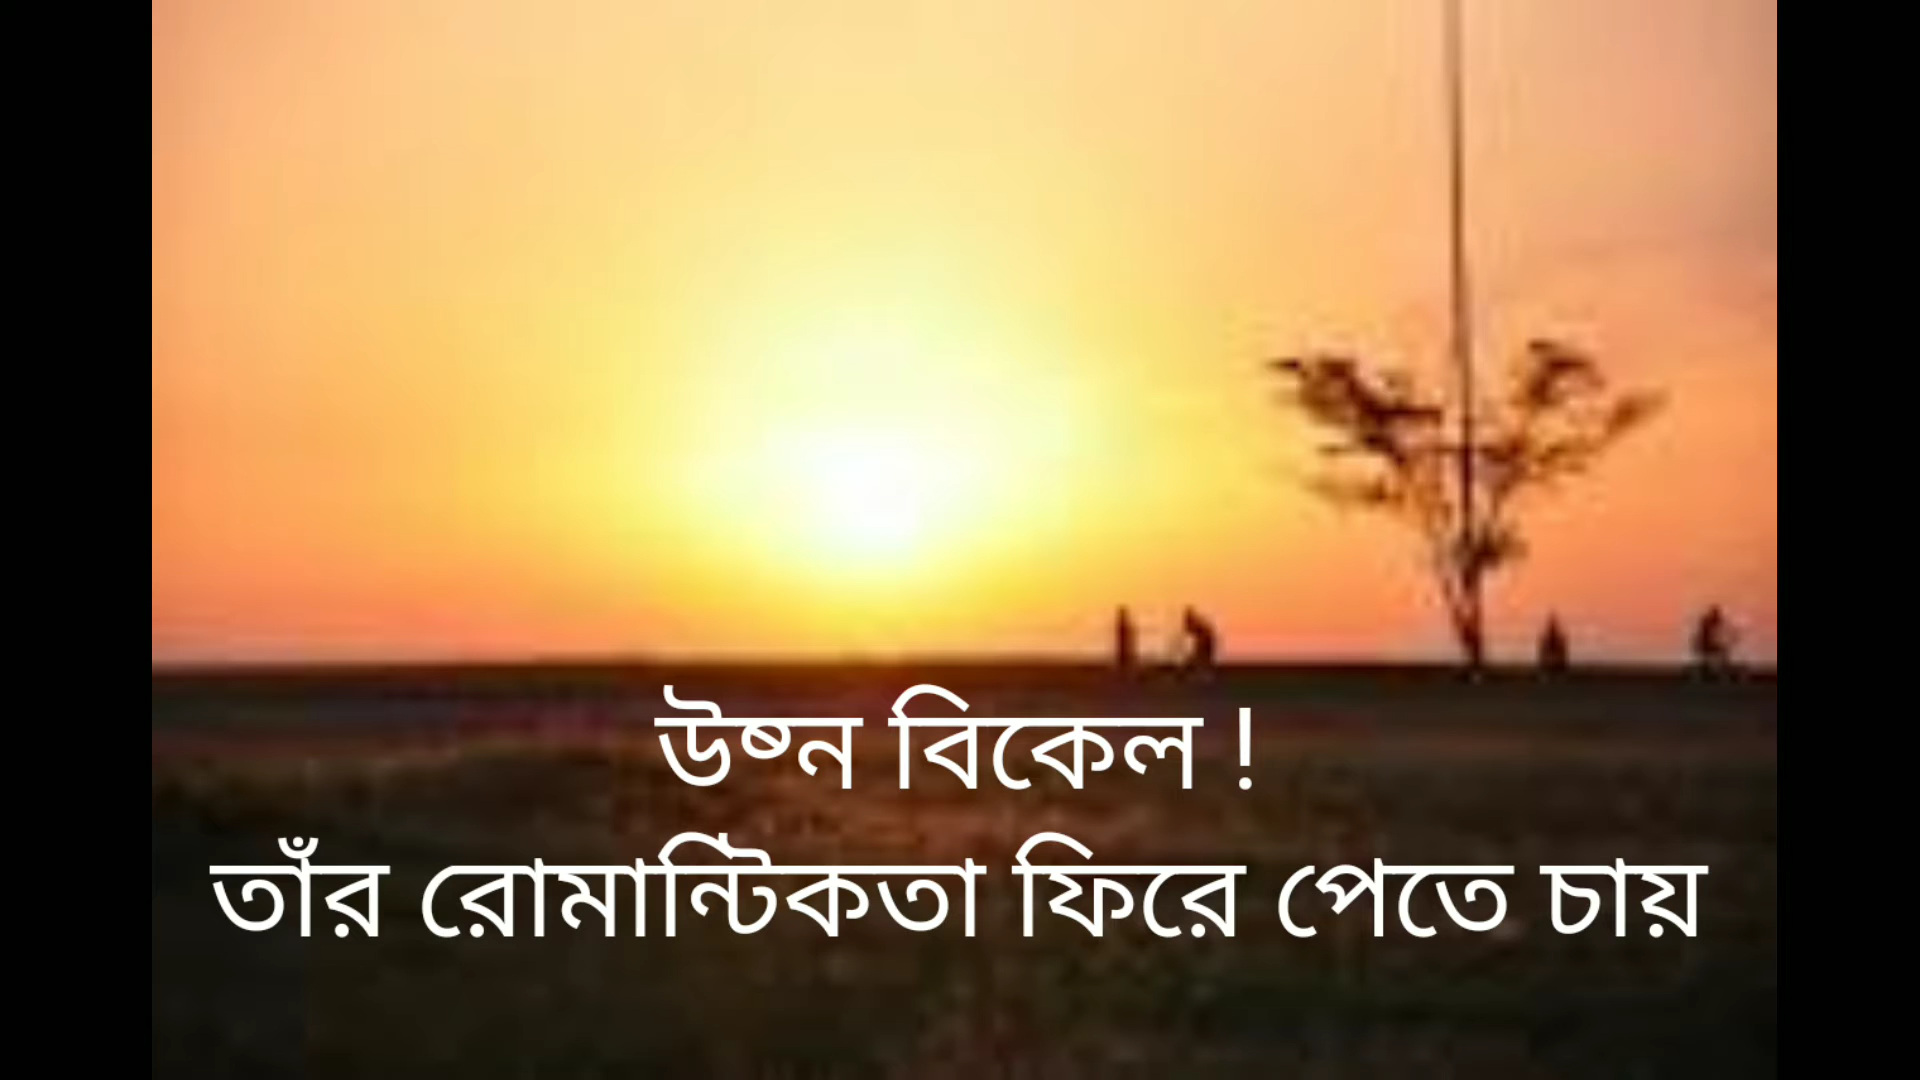 উষ্ন বিকেল !
তাঁর রোমান্টিকতা ফিরে পেতে চায়